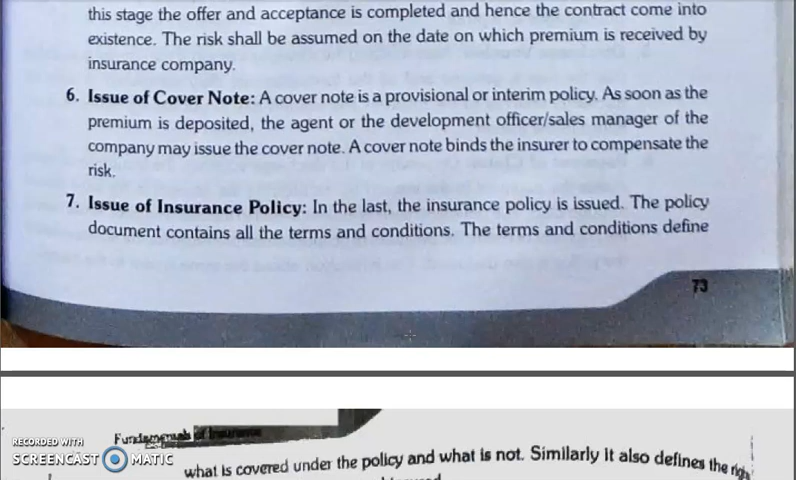 this stage the offer and acceptance is completed and hence the contract come into
existence. The risk shall be assumed on the date on which premium is received by
insurance company.
6. Issue of Cover Note: A cover note is a provisional or interim policy. As soon as the
premium is deposited, the agent or the development officer/sales manager of the
company may issue the cover note. A cover note binds the insurer to compensate the
risk.
7. Issue of Insurance Policy: In the last, the insurance policy is issued. The policy
document contains all the terms and conditions. The terms and conditions define
73
Fundamentals of Insurance
RECORDED WITH
SCREENCAST MATIC
what is covered under the policy and what is not. Similarly it also defines the